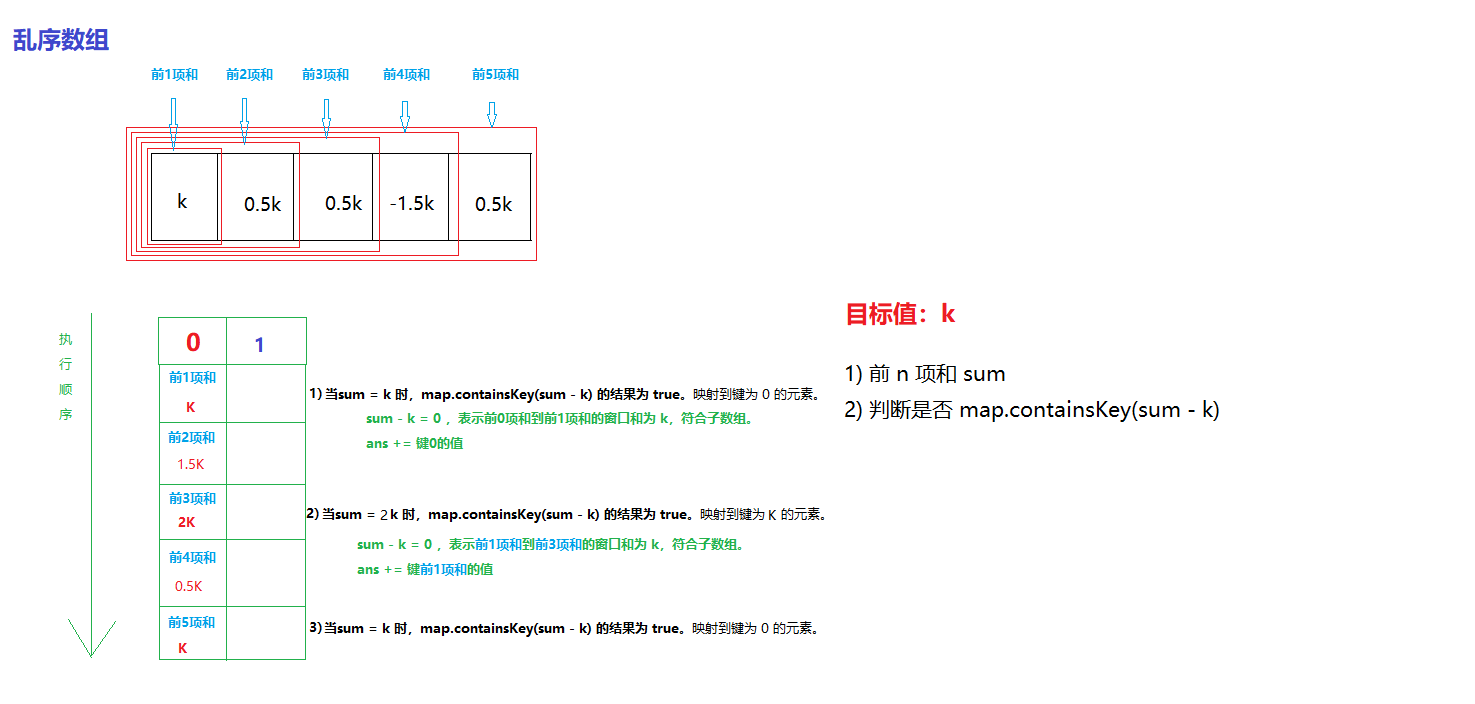 乱序数组
前1项和 前2项和 前3项和 前4项和 前5项和
k 0.5k 0.5k -1.5k 0.5k
执
行
顺
序
0 1
前1项和
K
前2项和
1.5K
前3项和
2K
前4项和
0.5K
前5项和
K
1) 当sum = k 时，map.containsKey(sum - k) 的结果为 true。映射到键为 0 的元素。
sum - k = 0 ，表示前0项和到前1项和的窗口和为 k，符合子数组。
ans += 键0的值
2) 当sum = 2k 时，map.containsKey(sum - k) 的结果为 true。映射到键为 K 的元素。
sum - k = 0 ，表示前1项和到前3项和的窗口和为 k，符合子数组。
ans += 键前1项和的值
3) 当sum = k 时，map.containsKey(sum - k) 的结果为 true。映射到键为 0 的元素。
目标值：k
1) 前 n 项和 sum
2) 判断是否 map.containsKey(sum - k)